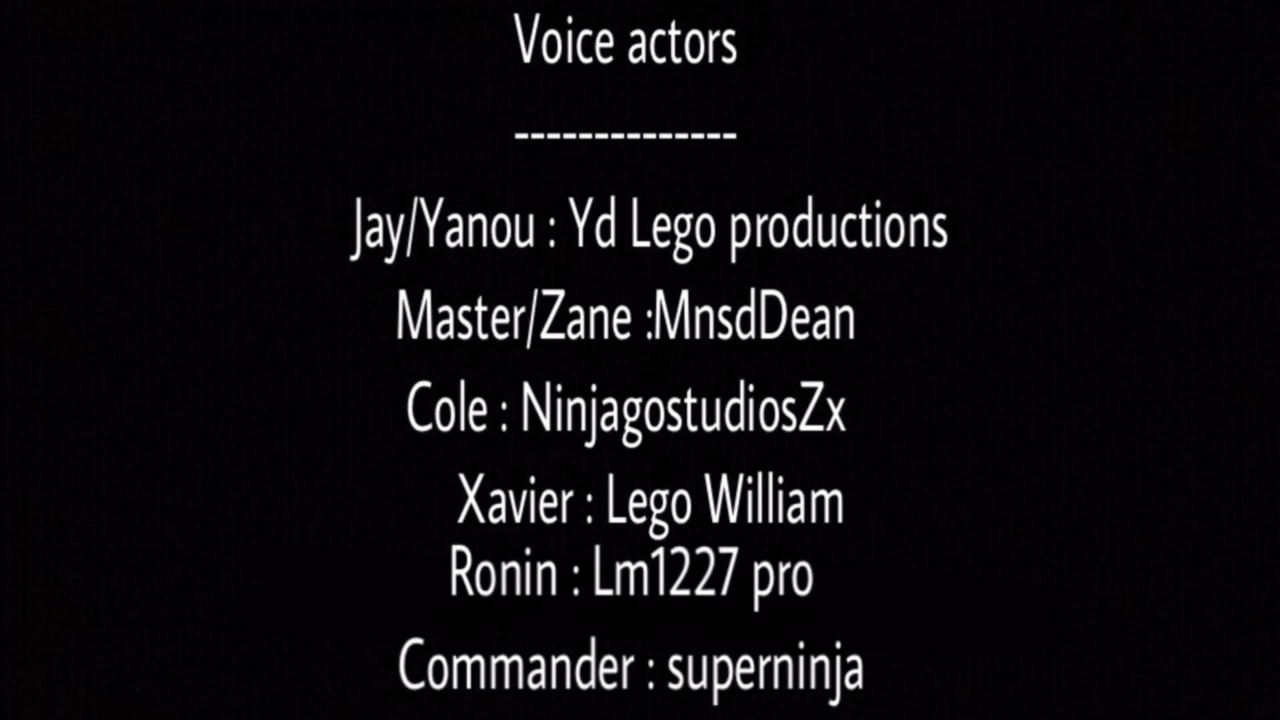 Voice actors
--------------
Jay/Yanou : Yd Lego productions
Master/Zane :MnsdDean
Cole : NinjagostudiosZx
Xavier : Lego William
Ronin : Lm1227 pro
Commander : superninja